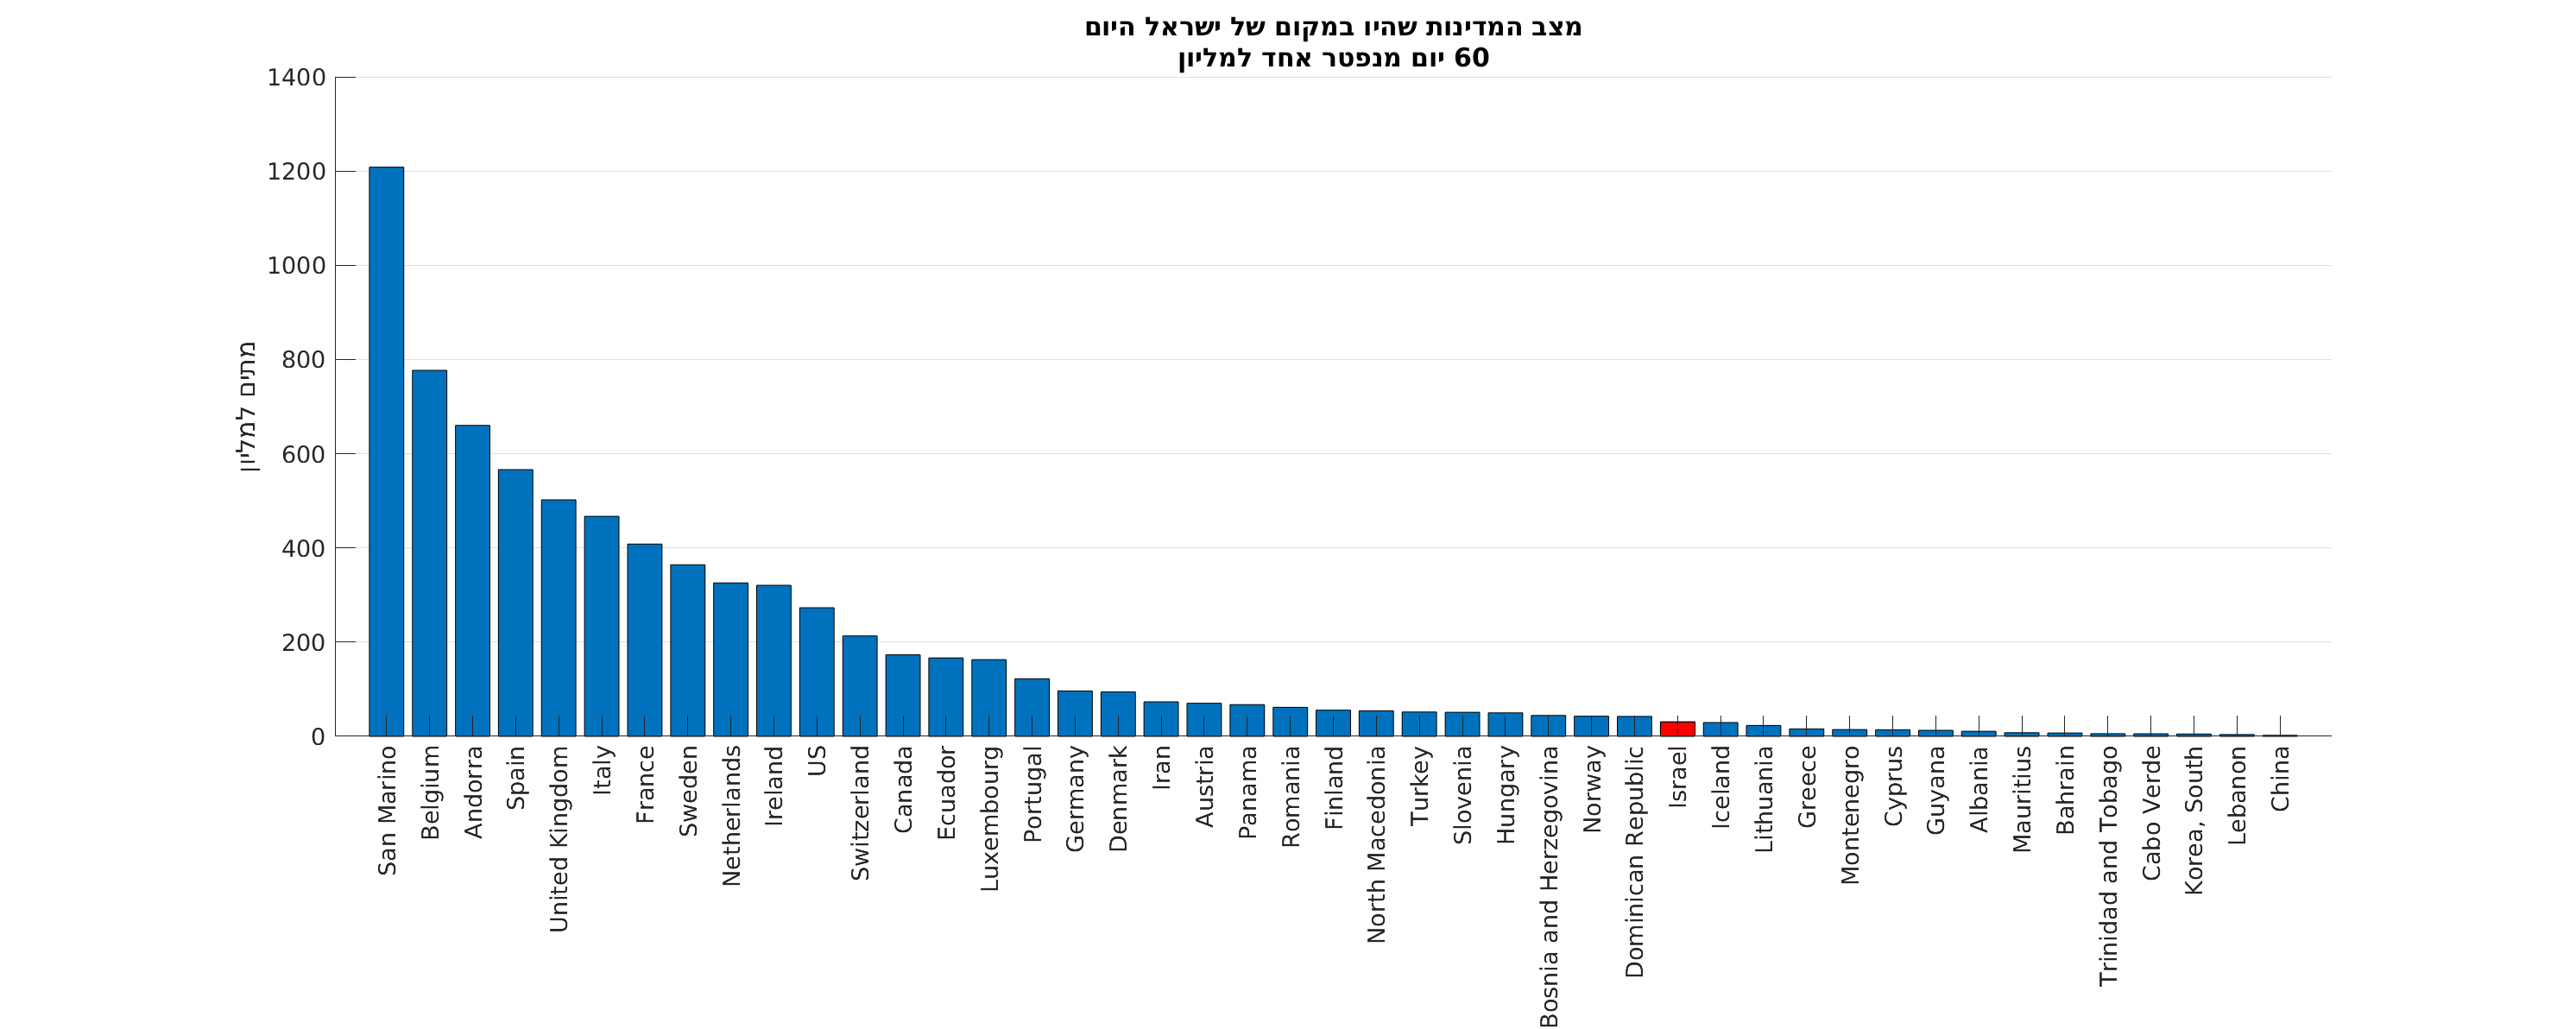 מצב המדינות שהיו במקום של ישראל היום
60 יום מנפטר אחד למליון
מתים למליון
1400
1200
1000
800
600
400
200
0
San Marino
Belgium
Andorra
Spain
United Kingdom
Italy
France
Sweden
Netherlands
Ireland
US
Switzerland
Canada
Ecuador
Luxembourg
Portugal
Germany
Denmark
Iran
Austria
Panama
Romania
Finland
North Macedonia
Turkey
Slovenia
Hungary
Bosnia and Herzegovina
Norway
Dominican Republic
Israel
Iceland
Lithuania
Greece
Montenegro
Cyprus
Guyana
Albania
Mauritius
Bahrain
Trinidad and Tobago
Cabo Verde
Korea, South
Lebanon
China